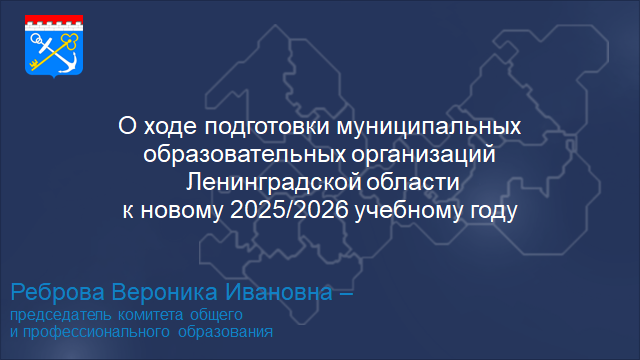 О ходе подготовки муниципальных
образовательных организаций
Ленинградской области
к новому 2025/2026 учебному году
Реброва Вероника Ивановна –
председатель комитета общего
и профессионального образования